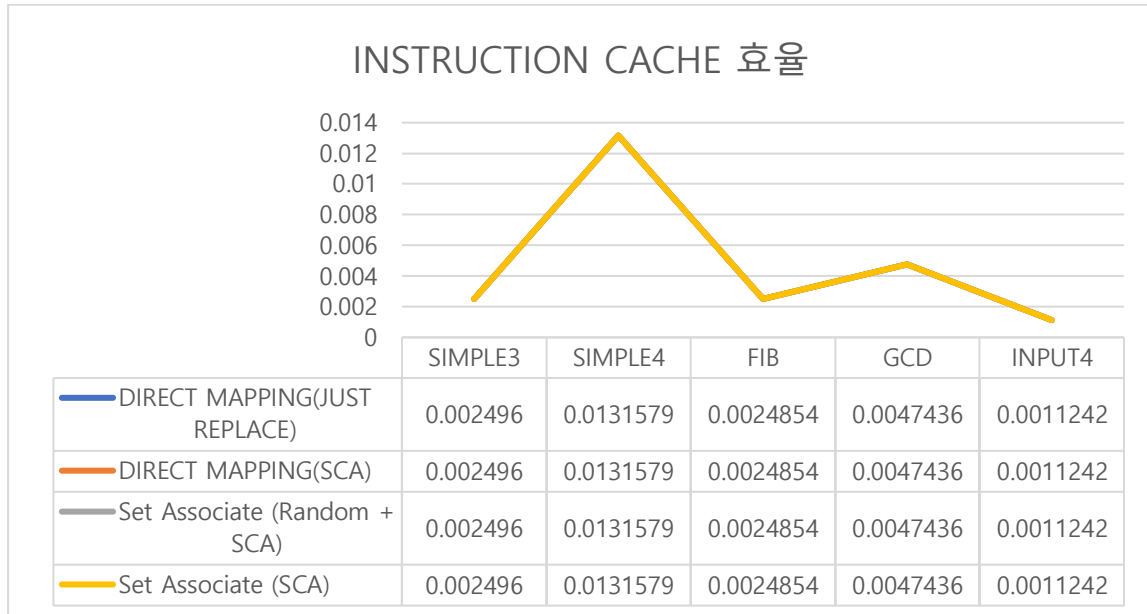 INSTRUCTION CACHE 효율
0.014
0.012
0.01
0.008
0.006
0.004
0.002
0
SIMPLE3 SIMPLE4 FIB GCD INPUT4
DIRECT MAPPING(JUST
REPLACE) 0.002496 0.0131579 0.0024854 0.0047436 0.0011242
DIRECT MAPPING(SCA) 0.002496 0.0131579 0.0024854 0.0047436 0.0011242
Set Associate (Random +
SCA) 0.002496 0.0131579 0.0024854 0.0047436 0.0011242
Set Associate (SCA) 0.002496 0.0131579 0.0024854 0.0047436 0.0011242